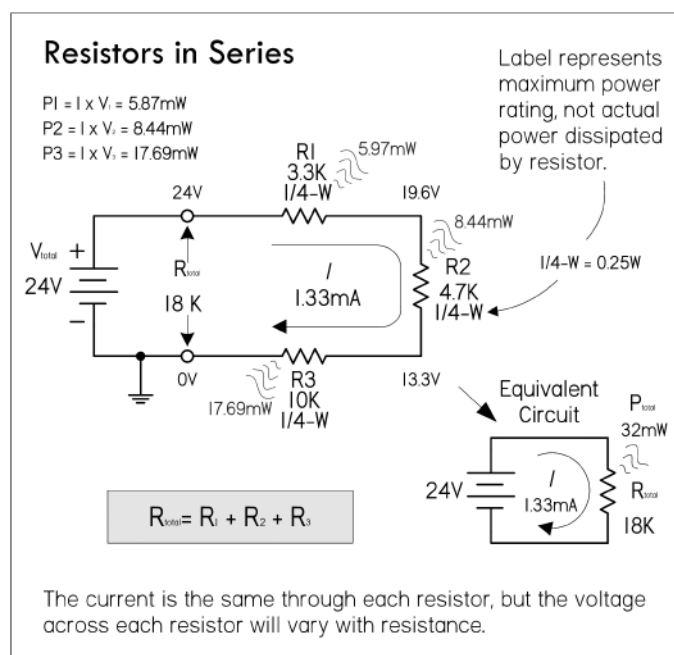 Resistors in Series
P1 = I x V₁ = 5.87mW
P2 = I x V₂ = 8.44mW
P3 = I x V₃ = 17.69mW
Label represents
maximum power
rating, not actual
power dissipated
by resistor.
R1
3.3K
1/4-W
5.97mW
24V
19.6V
8.44mW
1/4-W = 0.25W
Vtotal
+
24V
−
Rtotal
18 K
I
1.33mA
R2
4.7K
1/4-W
0V
17.69mW
R3
10K
1/4-W
13.3V
Equivalent
Circuit
Ptotal
32mW
24V
I
1.33mA
Rtotal
18K
Rtotal= R₁ + R₂ + R₃
The current is the same through each resistor, but the voltage
across each resistor will vary with resistance.